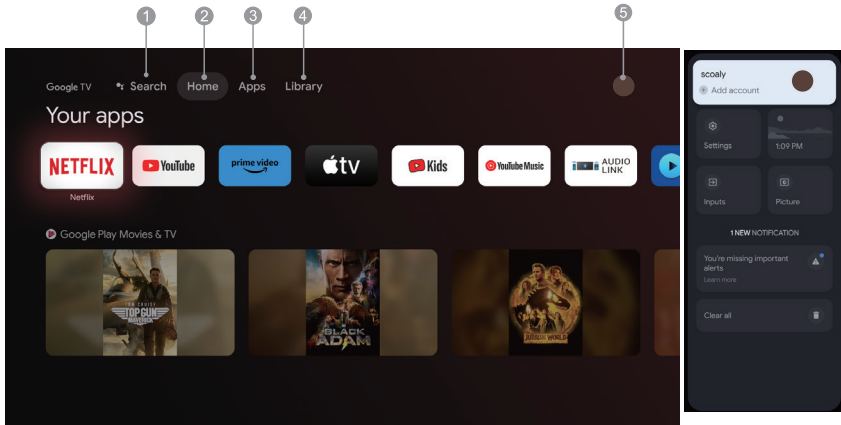 1 2 3 4 5
Google TV Search Home Apps Library
Your apps
NETFLIX
YouTube
prime video
tv
Kids
YouTube Music
AUDIO
LINK
Netflix
Google Play Movies & TV
TOM CRUISE
TOP GUN
MAVERICK
BLACK
ADAM
JURASSIC WORLD
scoaly
Add account
Settings
1:09 PM
Inputs
Picture
1 NEW NOTIFICATION
You're missing important
alerts
Learn more
Clear all